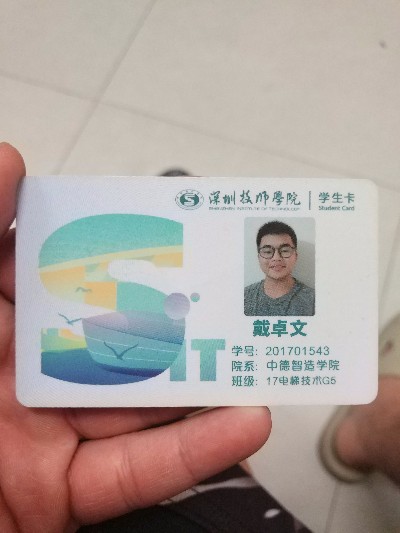 深圳技师學院 学生卡
SHENZHEN INSTITUTE OF TECHNOLOGY Student Card
SIT
戴卓文
学号: 201701543
院系: 中德智造学院
班级: 17电梯技术G5